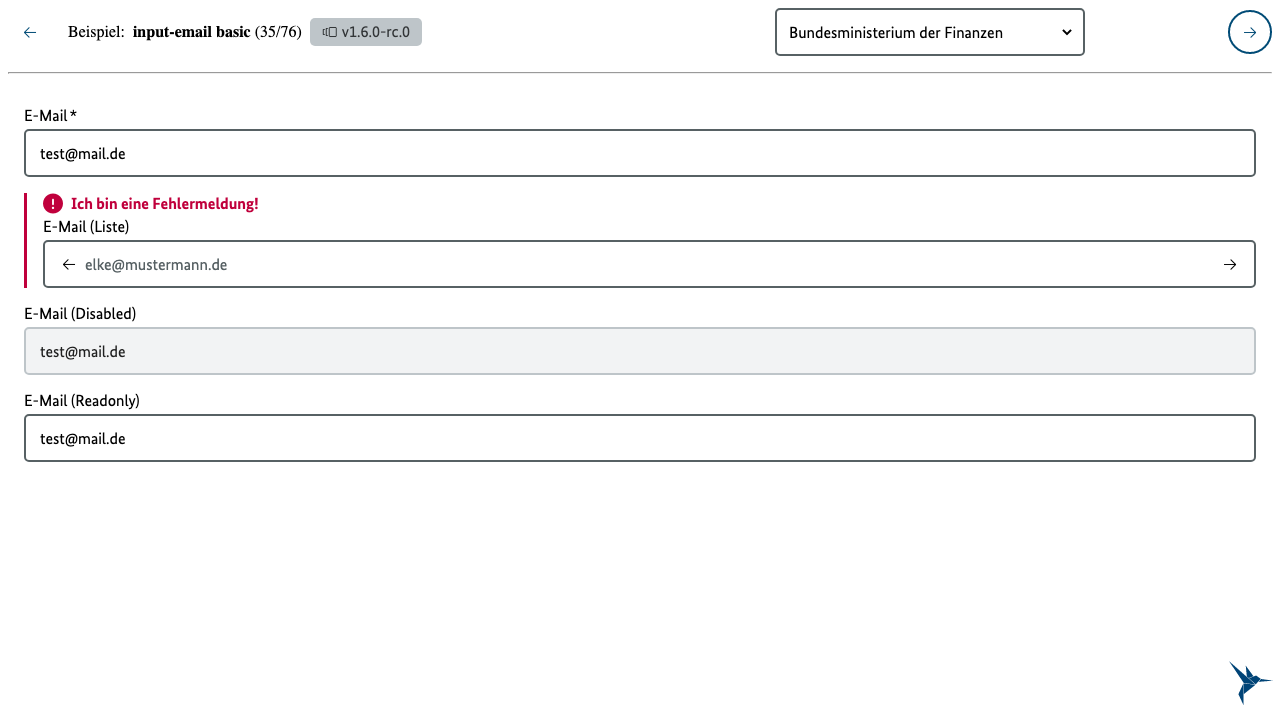 Beispiel: input-email basic (35/76) v1.6.0-rc.0 Bundesministerium der Finanzen
E-Mail*
test@mail.de
Ich bin eine Fehlermeldung!
E-Mail (Liste)
elke@mustermann.de
E-Mail (Disabled)
test@mail.de
E-Mail (Readonly)
test@mail.de